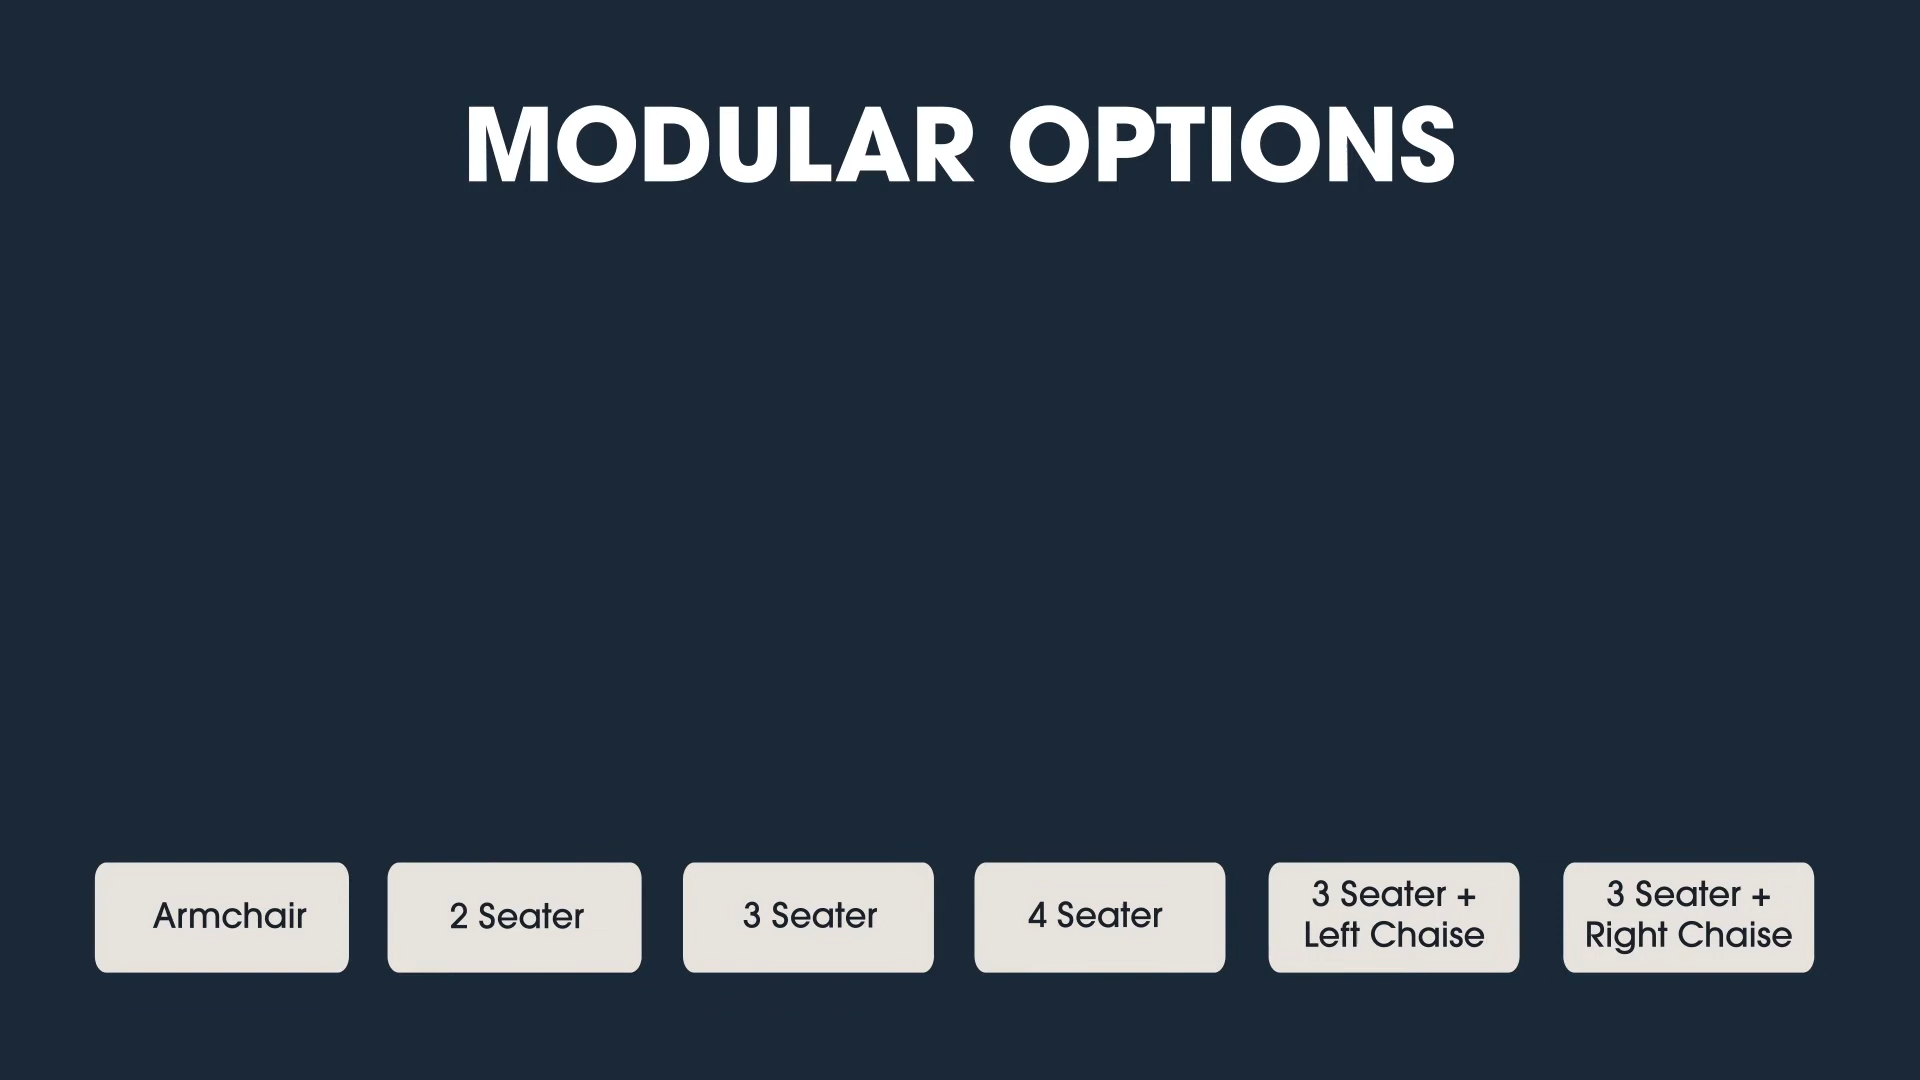 MODULAR OPTIONS
Armchair
2 Seater
3 Seater
4 Seater
3 Seater +
Left Chaise
3 Seater +
Right Chaise